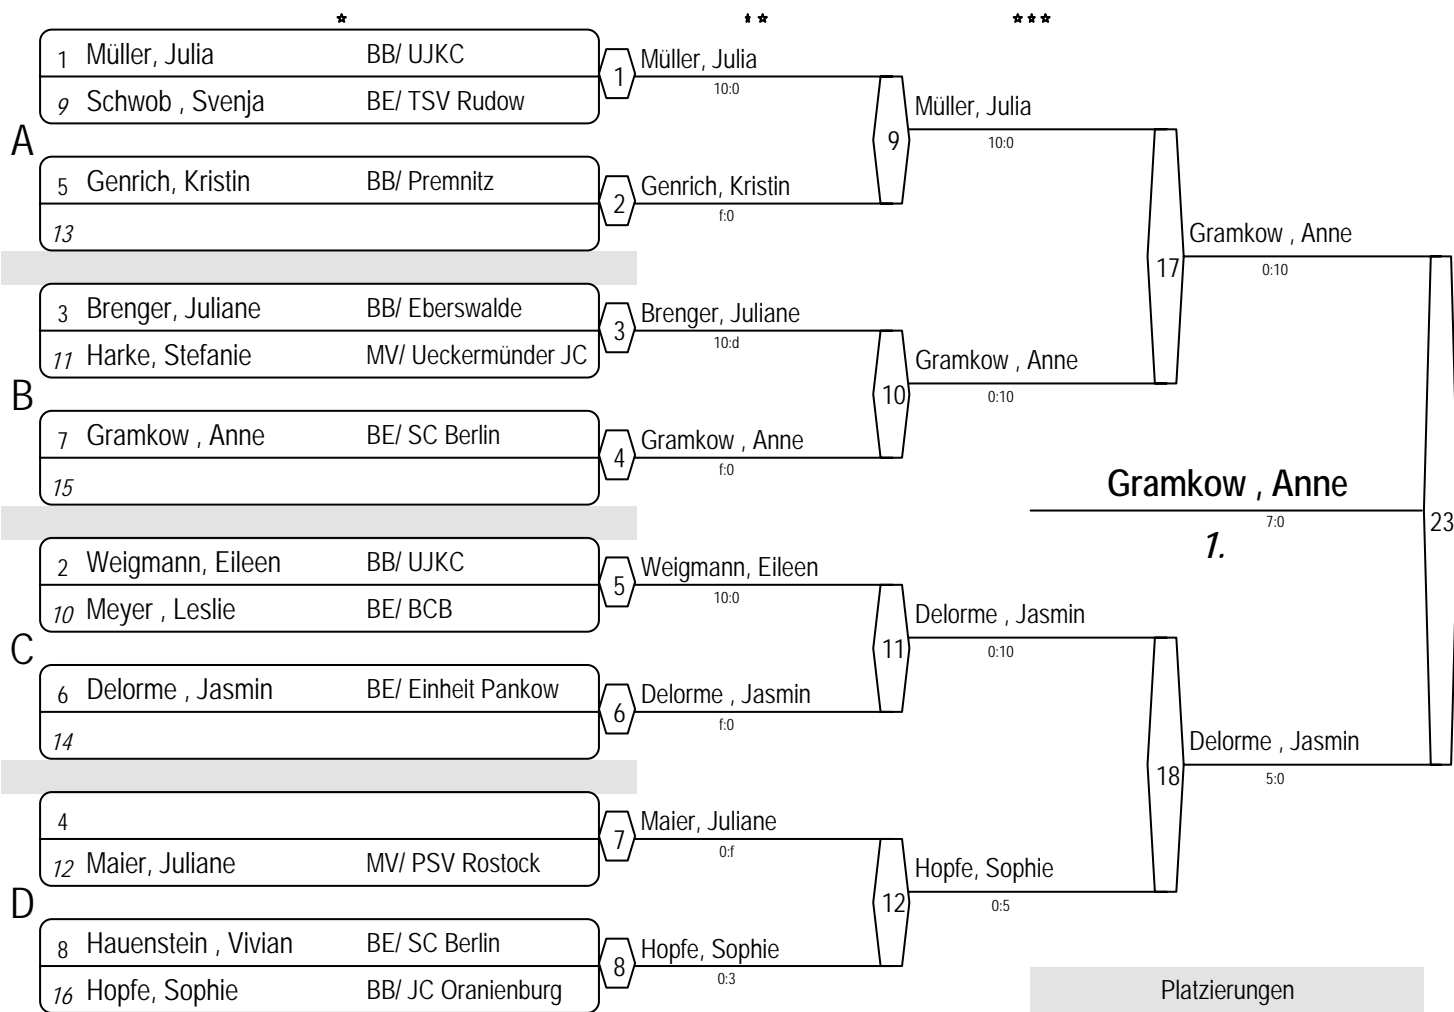 * ** ***
1 Müller, Julia BB/ UJKC
9 Schwob , Svenja BE/ TSV Rudow
1 Müller, Julia
10:0
A
5 Genrich, Kristin BB/ Premnitz
13
2 Genrich, Kristin
f:0
9 Müller, Julia
10:0
3 Brenger, Juliane BB/ Eberswalde
11 Harke, Stefanie MV/ Ueckermünder JC
3 Brenger, Juliane
10:d
B
7 Gramkow , Anne BE/ SC Berlin
15
4 Gramkow , Anne
f:0
10 Gramkow , Anne
0:10
17 Gramkow , Anne
0:10
2 Weigmann, Eileen BB/ UJKC
10 Meyer , Leslie BE/ BCB
5 Weigmann, Eileen
10:0
C
6 Delorme , Jasmin BE/ Einheit Pankow
14
6 Delorme , Jasmin
f:0
11 Delorme , Jasmin
0:10
4
12 Maier, Juliane MV/ PSV Rostock
7 Maier, Juliane
0:f
D
8 Hauenstein , Vivian BE/ SC Berlin
16 Hopfe, Sophie BB/ JC Oranienburg
8 Hopfe, Sophie
0:3
12 Hopfe, Sophie
0:5
18 Delorme , Jasmin
5:0
Gramkow , Anne
7:0
23
1.
Platzierungen